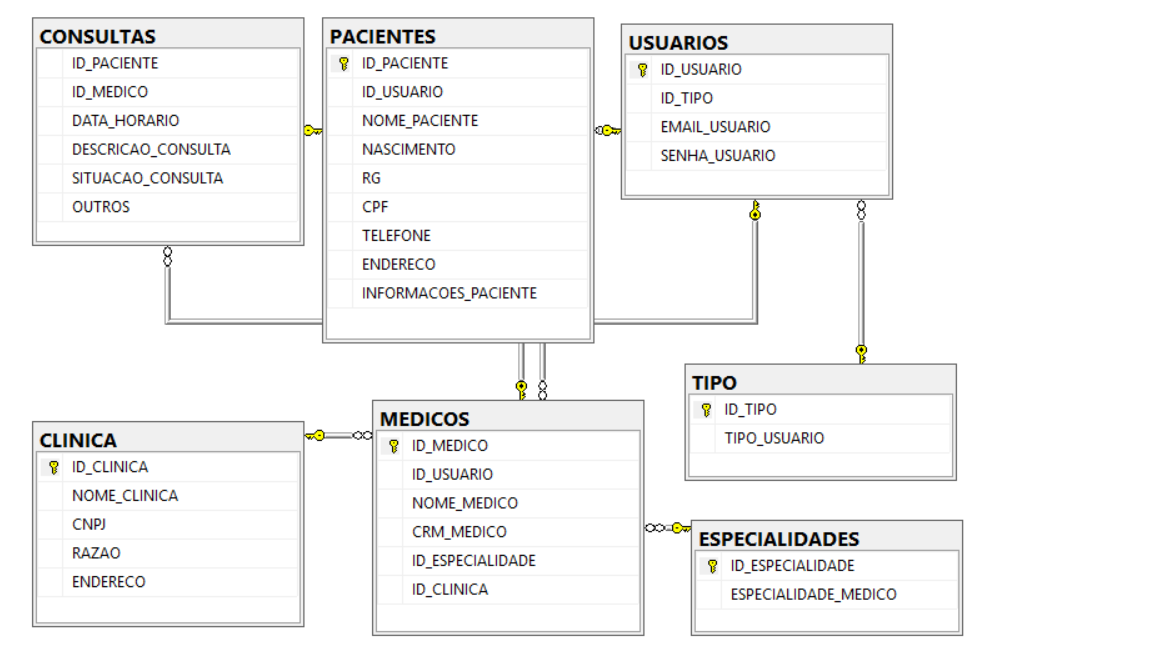 CONSULTAS
ID_PACIENTE
ID_MEDICO
DATA_HORARIO
DESCRICAO_CONSULTA
SITUACAO_CONSULTA
OUTROS
PACIENTES
ID_PACIENTE
ID_USUARIO
NOME_PACIENTE
NASCIMENTO
RG
CPF
TELEFONE
ENDERECO
INFORMACOES_PACIENTE
USUARIOS
ID_USUARIO
ID_TIPO
EMAIL_USUARIO
SENHA_USUARIO
CLINICA
ID_CLINICA
NOME_CLINICA
CNPJ
RAZAO
ENDERECO
MEDICOS
ID_MEDICO
ID_USUARIO
NOME_MEDICO
CRM_MEDICO
ID_ESPECIALIDADE
ID_CLINICA
TIPO
ID_TIPO
TIPO_USUARIO
ESPECIALIDADES
ID_ESPECIALIDADE
ESPECIALIDADE_MEDICO